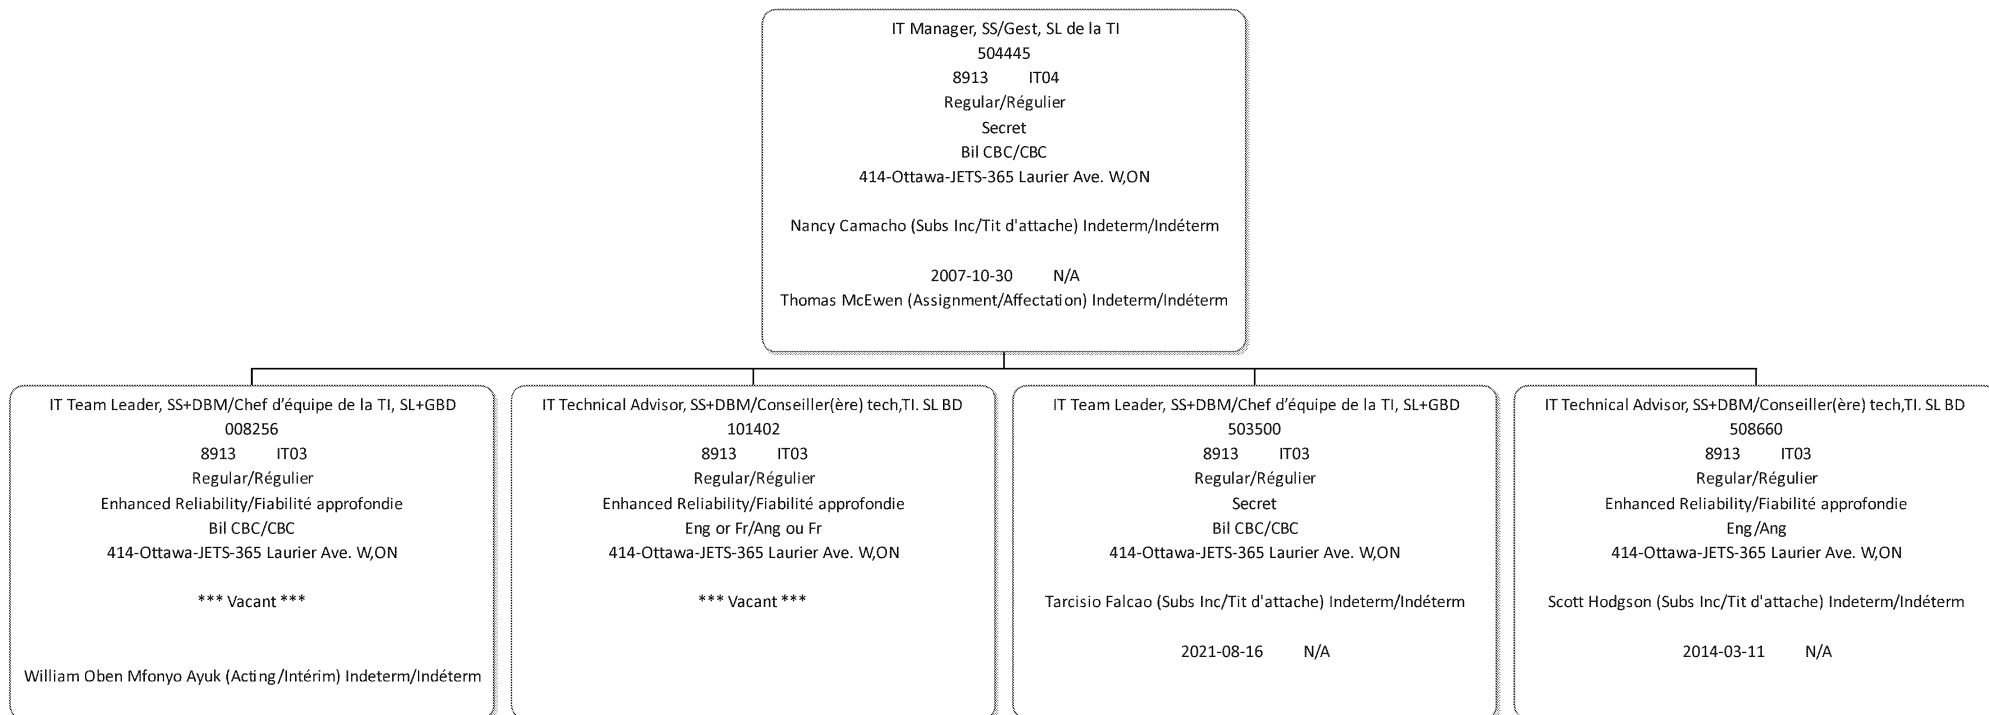 IT Manager, SS/Gest, SL de la TI
504445
8913 IT04
Regular/Régulier
Secret
Bil CBC/CBC
414-Ottawa-JETS-365 Laurier Ave. W,ON
Nancy Camacho (Subs Inc/Tit d'attache) Indeterm/Indéterm
2007-10-30 N/A
Thomas McEwen (Assignment/Affectation) Indeterm/Indéterm
IT Team Leader, SS+DBM/Chef d’équipe de la TI, SL+GBD
008256
8913 IT03
Regular/Régulier
Enhanced Reliability/Fiabilité approfondie
Bil CBC/CBC
414-Ottawa-JETS-365 Laurier Ave. W,ON
*** Vacant ***
William Oben Mfonyo Ayuk (Acting/Intérim) Indeterm/Indéterm
IT Technical Advisor, SS+DBM/Conseiller(ère) tech,TI. SL BD
101402
8913 IT03
Regular/Régulier
Enhanced Reliability/Fiabilité approfondie
Eng or Fr/Ang ou Fr
414-Ottawa-JETS-365 Laurier Ave. W,ON
*** Vacant ***
IT Team Leader, SS+DBM/Chef d’équipe de la TI, SL+GBD
503500
8913 IT03
Regular/Régulier
Secret
Bil CBC/CBC
414-Ottawa-JETS-365 Laurier Ave. W,ON
Tarcisio Falcao (Subs Inc/Tit d'attache) Indeterm/Indéterm
2021-08-16 N/A
IT Technical Advisor, SS+DBM/Conseiller(ère) tech,TI. SL BD
508660
8913 IT03
Regular/Régulier
Enhanced Reliability/Fiabilité approfondie
Eng/Ang
414-Ottawa-JETS-365 Laurier Ave. W,ON
Scott Hodgson (Subs Inc/Tit d'attache) Indeterm/Indéterm
2014-03-11 N/A